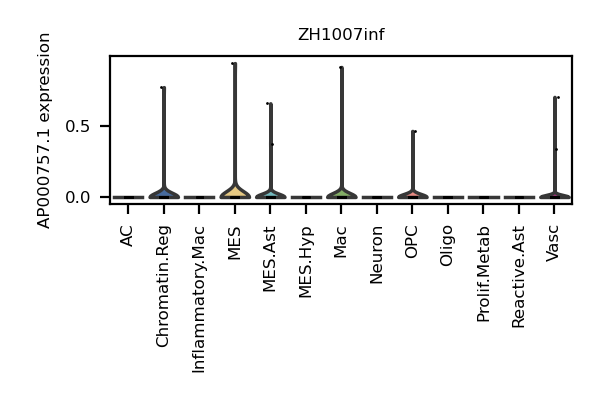 ZH1007inf
AP000757.1 expression
0.5
0.0
AC
Chromatin.Reg
Inflammatory.Mac
MES
MES.Ast
MES.Hyp
Mac
Neuron
OPC
Oligo
Prolif.Metab
Reactive.Ast
Vasc